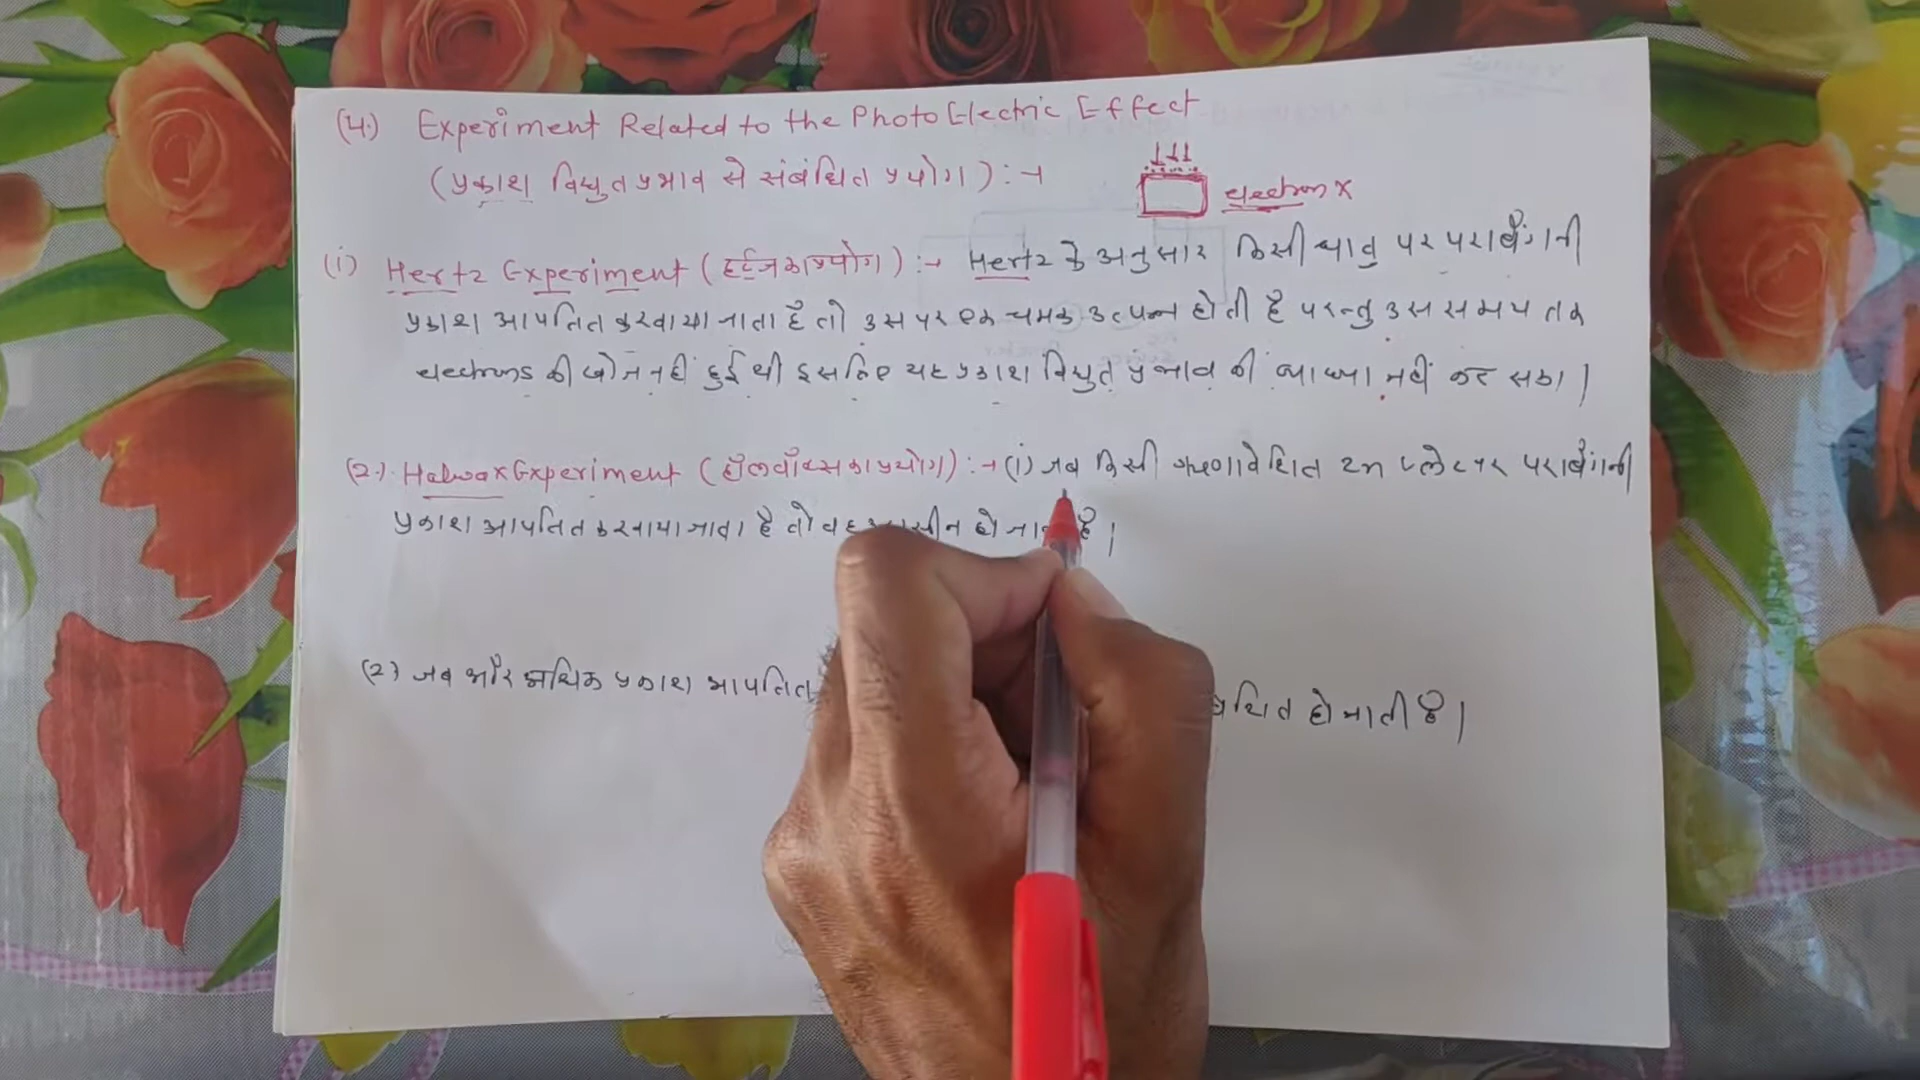 (4.) Experiment Related to the Photo Electric Effect
(प्रकाश विद्युत प्रभाव से संबंधित प्रयोग) :→
electron X
(i) Hertz Experiment (हर्ट्ज का प्रयोग) :→ Hertz के अनुसार किसी धातु पर पराबैंगनी
प्रकाश आपतित करवाया जाता है तो उस पर एक चमक उत्पन्न होती है परन्तु उस समय तक
electrons की खोज नहीं हुई थी इसलिए यह प्रकाश विद्युत प्रभाव की व्याख्या नहीं कर सका।
(2.) Halwax Experiment (हॉलवॉक्स का प्रयोग) :→ (i) जब किसी ऋणावेशित Zn प्लेट पर पराबैंगनी
प्रकाश आपतित करवाया जाता है तो वह हो है।
(2) जब और अधिक प्रकाश आपतित हो जाती है।